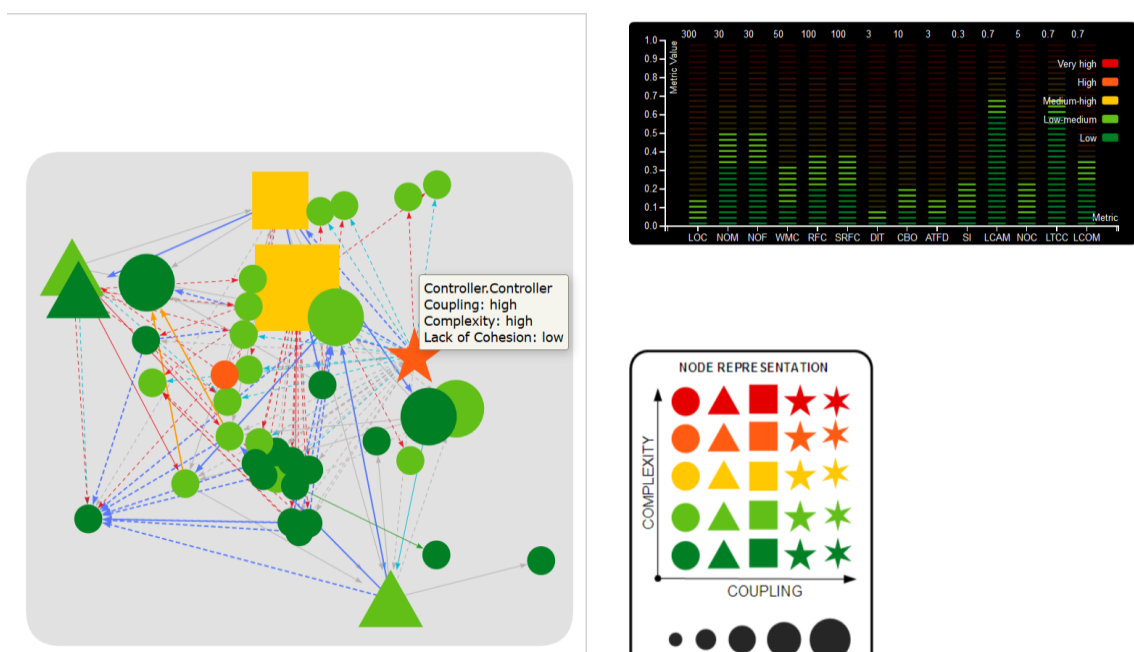 Controller.Controller
Coupling: high
Complexity: high
Lack of Cohesion: low
300 30 30 50 100 100 3 10 3 0.3 0.7 5 0.7 0.7
Metric Value
1.0
0.9
0.8
0.7
0.6
0.5
0.4
0.3
0.2
0.1
0.0
Very high
High
Medium-high
Low-medium
Low
Metric
LOC NOM NOF WMC RFC SRFC DIT CBO ATFD SI LCAM NOC LTCC LCOM
NODE REPRESENTATION
COMPLEXITY
COUPLING